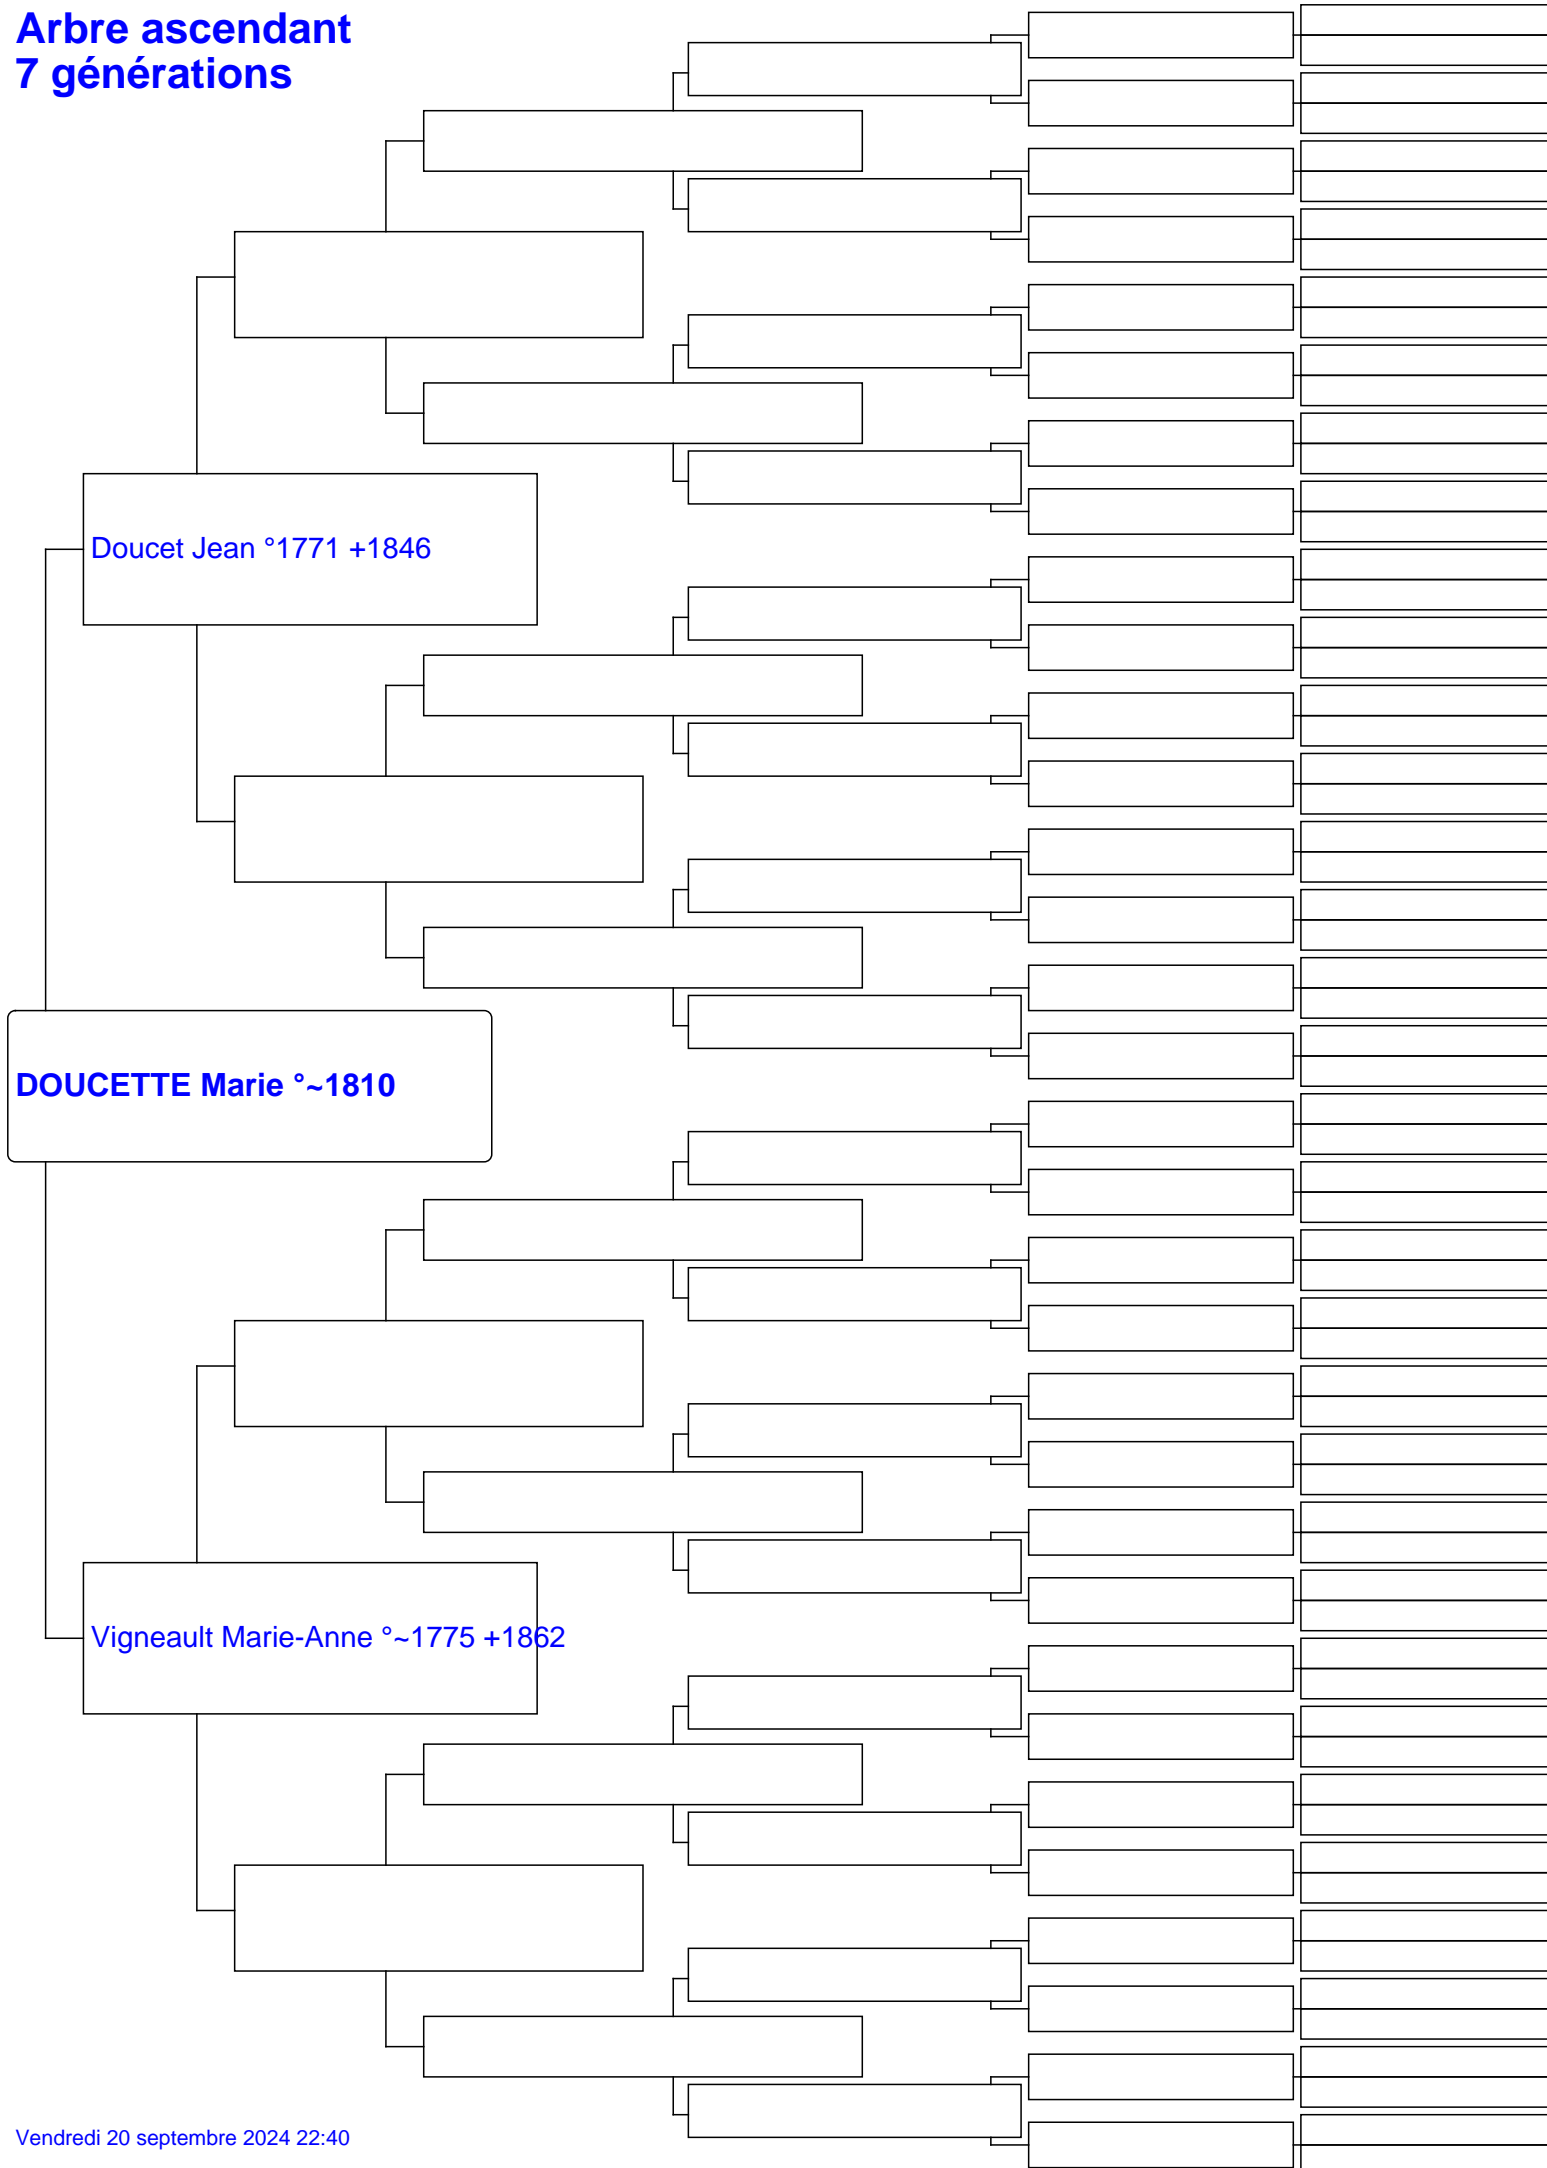 Arbre ascendant
7 générations
Doucet Jean °1771 +1846
DOUCETTE Marie °~1810
Vigneault Marie-Anne °~1775 +1862
Vendredi 20 septembre 2024 22:40